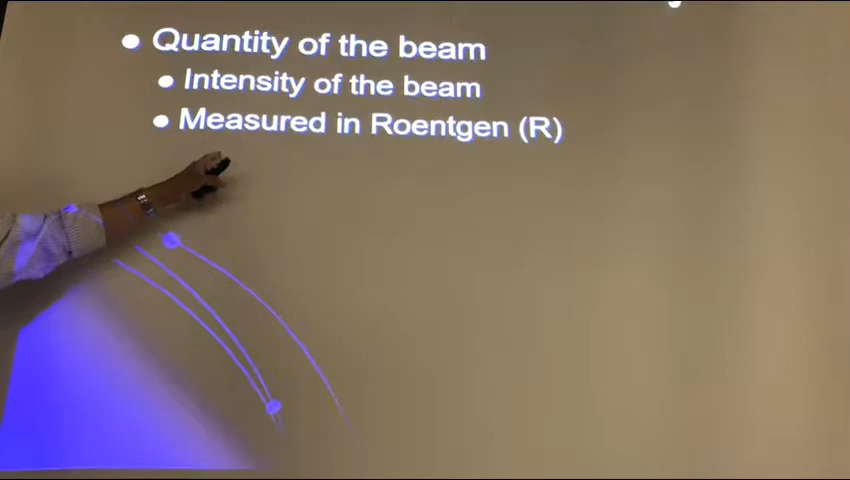 Quantity of the beam
Intensity of the beam
Measured in Roentgen (R)